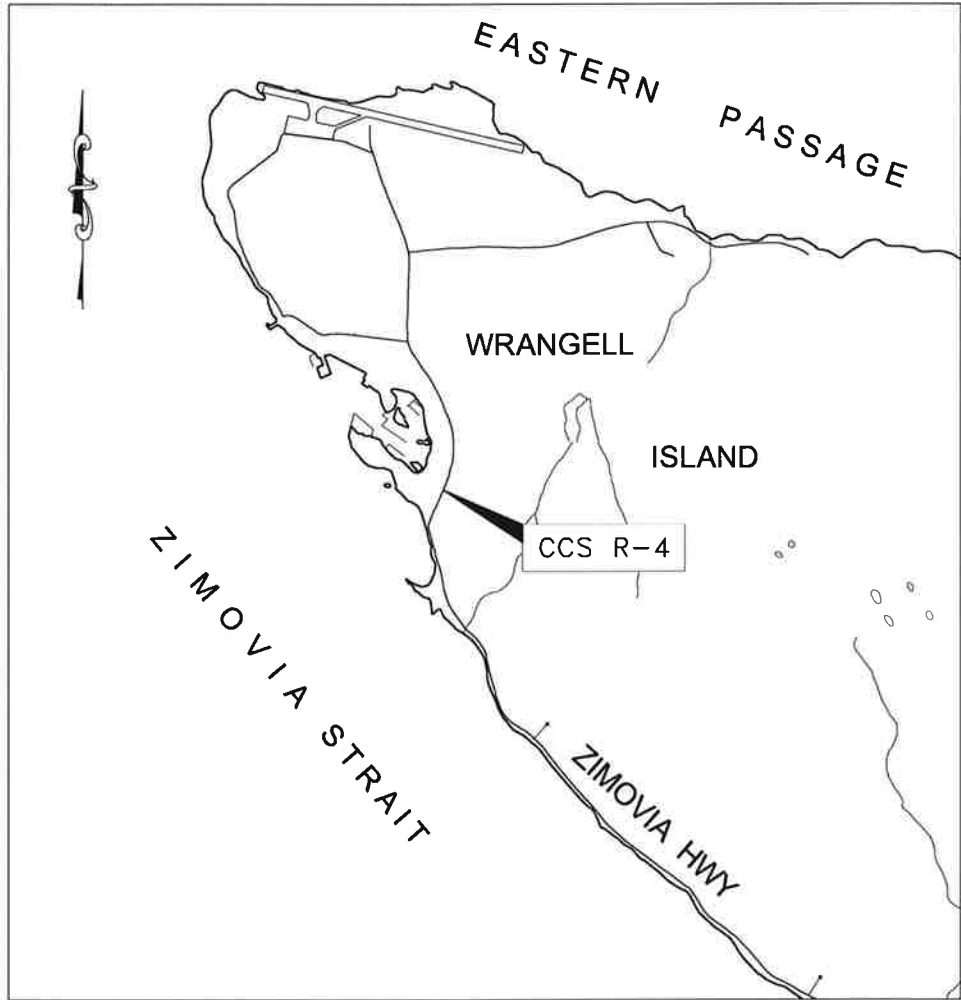 EASTERN PASSAGE
WRANGELL
ISLAND
CCS R-4
ZIMOVIA STRAIT
ZIMOVIA HWY